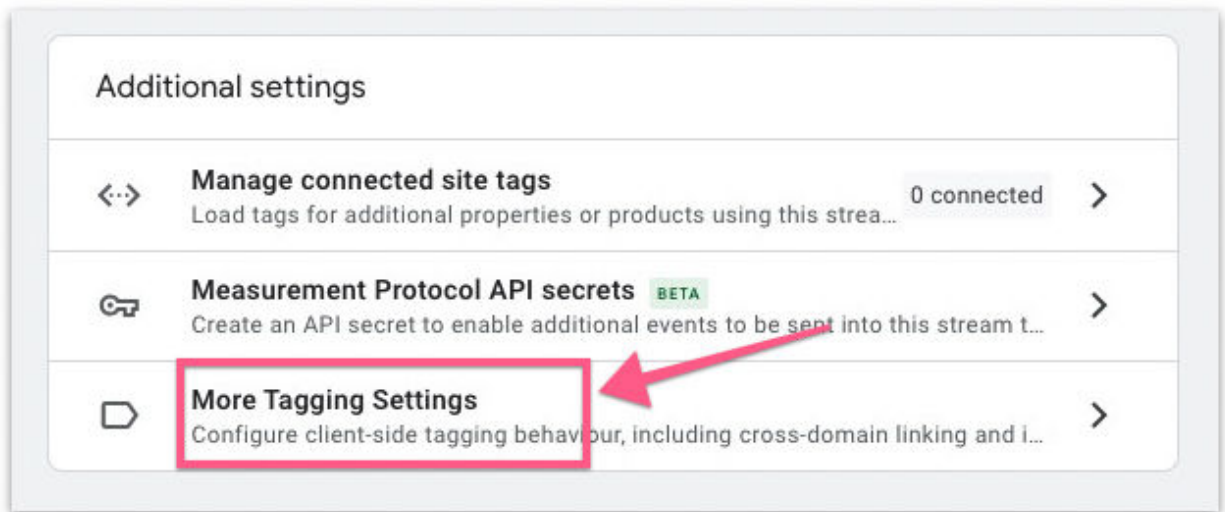 Additional settings
Manage connected site tags
Load tags for additional properties or products using this strea…
0 connected
Measurement Protocol API secrets BETA
Create an API secret to enable additional events to be sent into this stream t…
More Tagging Settings
Configure client-side tagging behaviour, including cross-domain linking and i…